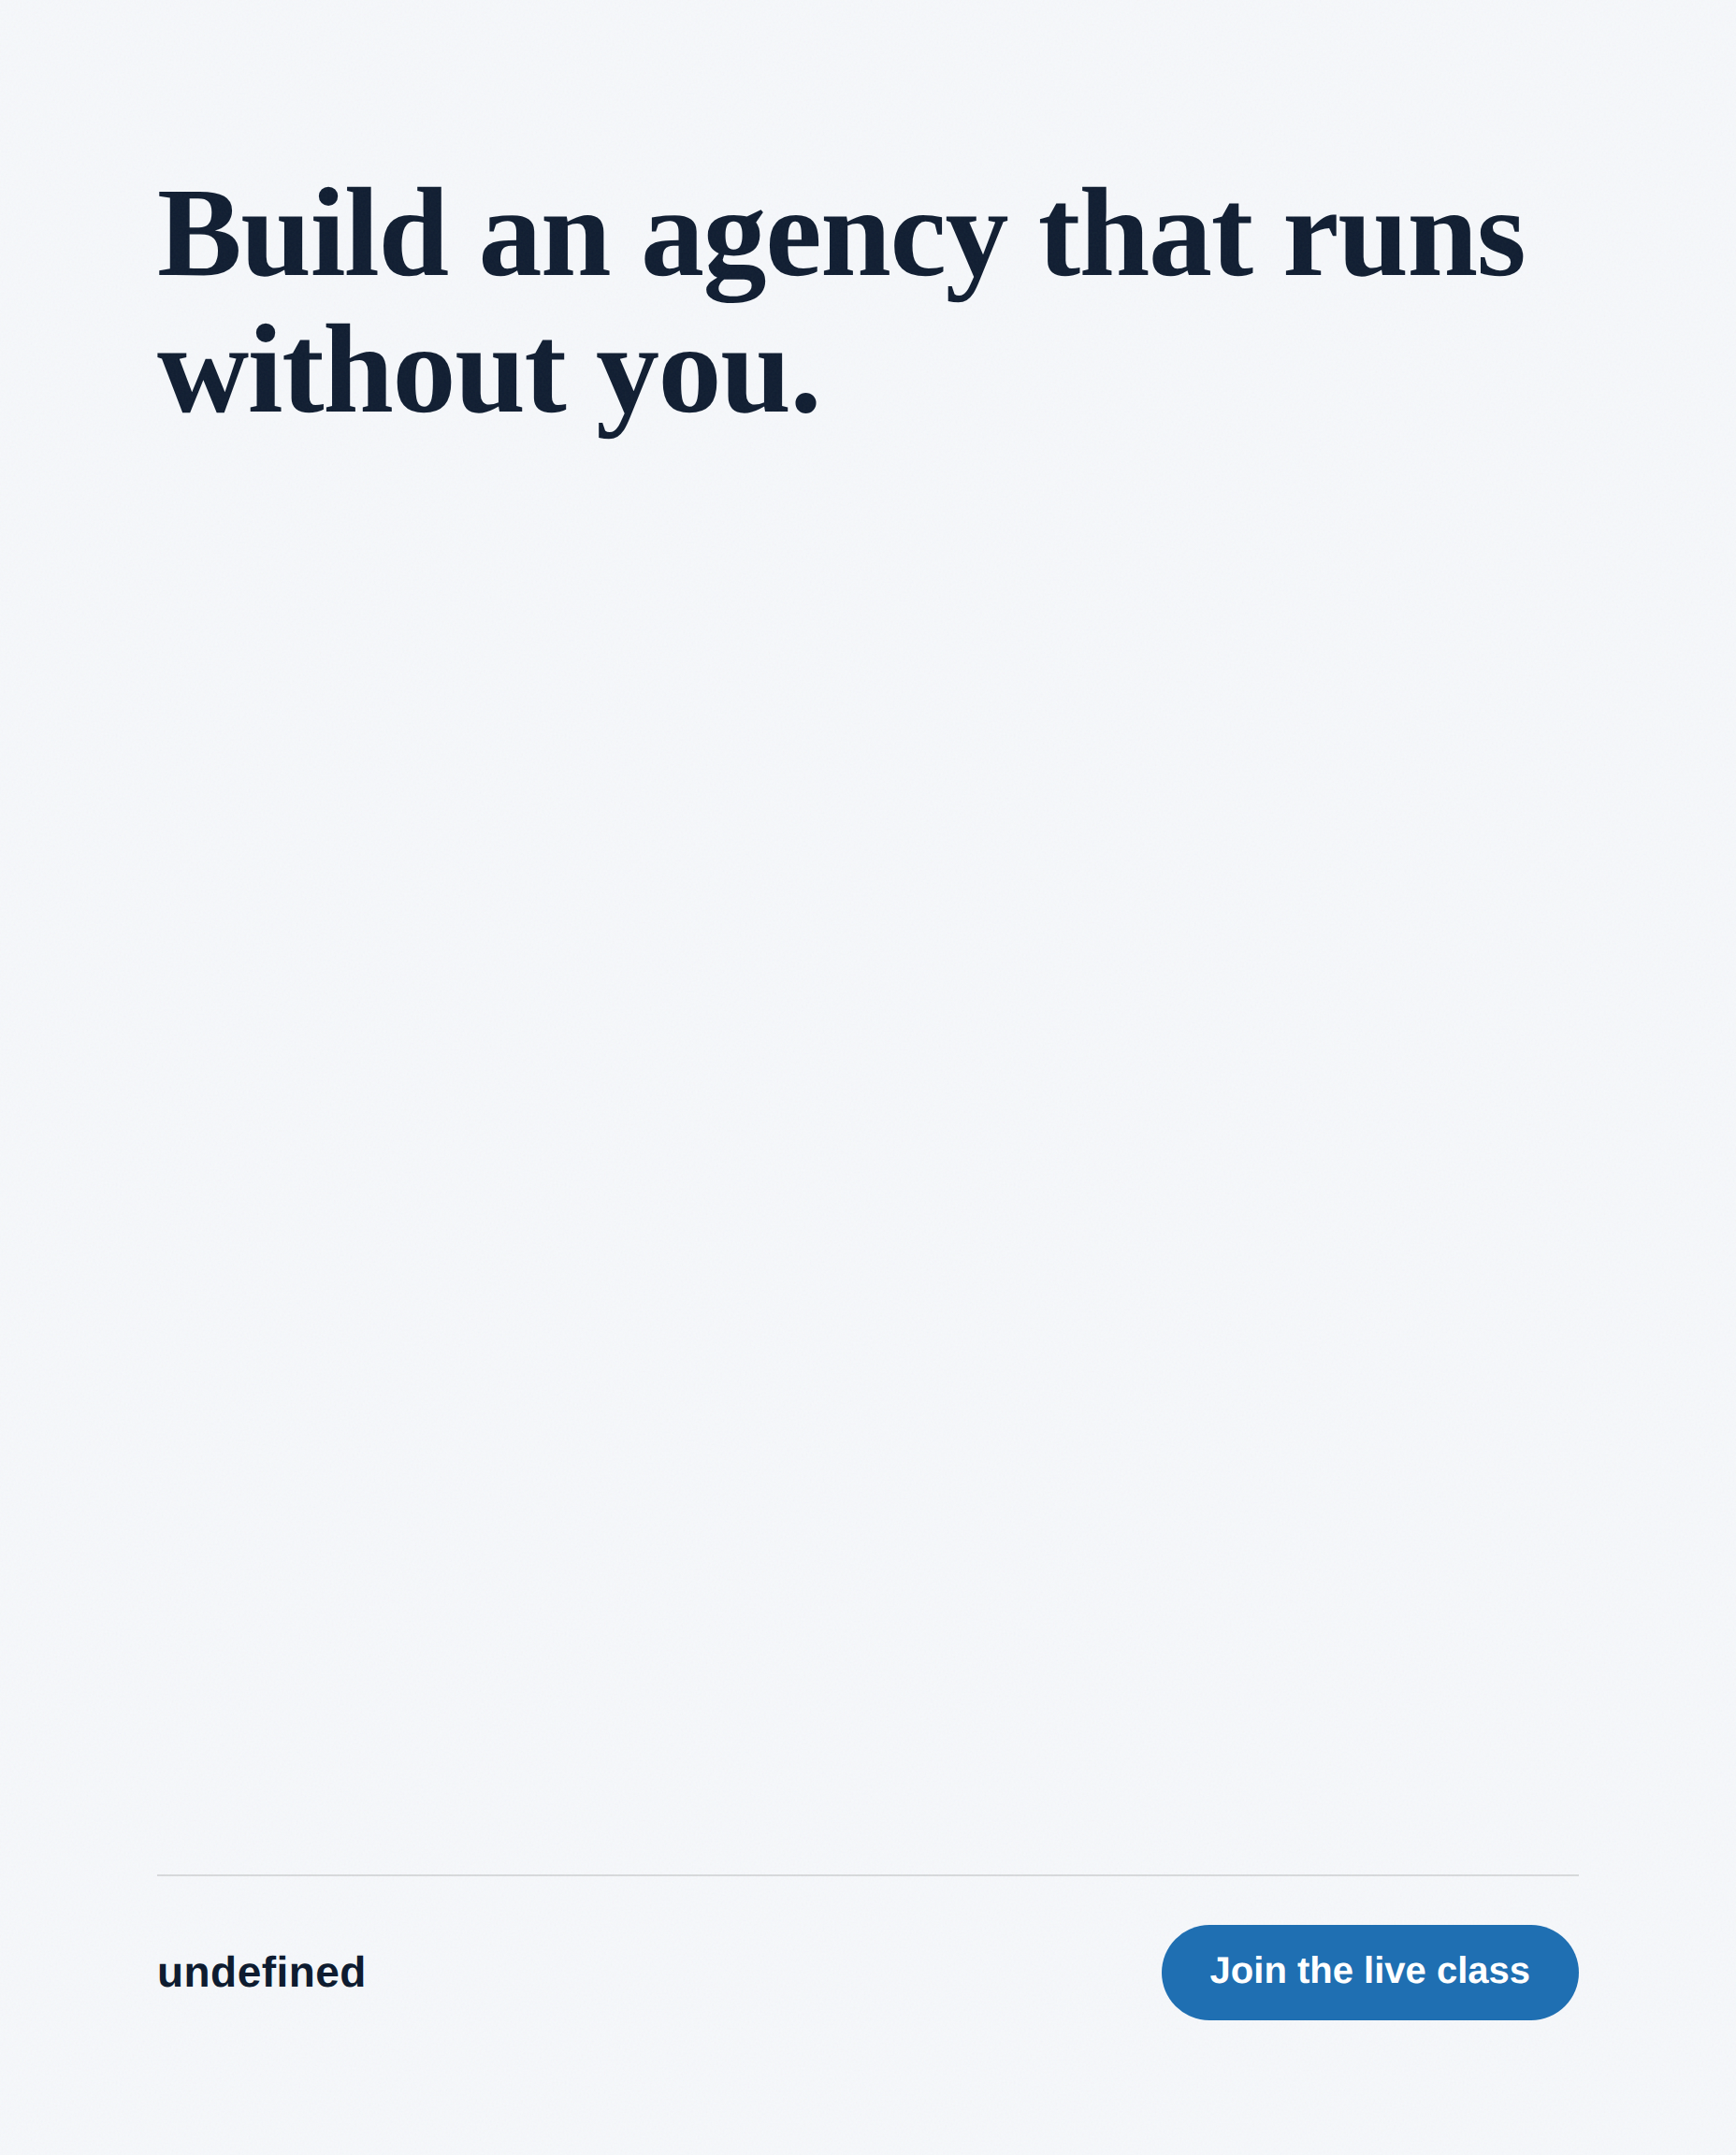 Build an agency that runs
without you.
undefined
Join the live class